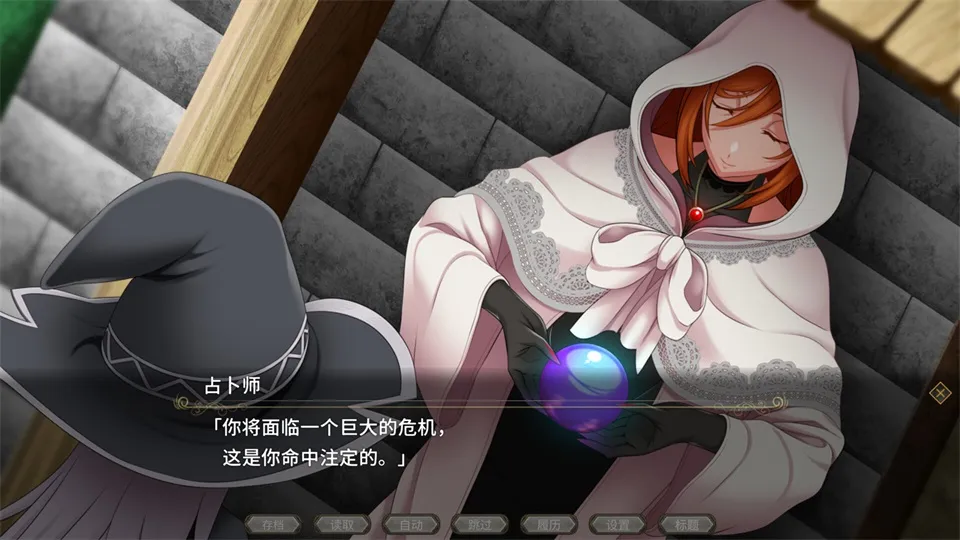 占卜师
「你将面临一个巨大的危机,
这是你命中注定的。」
存档
读取
自动
跳过
履历
设置
标题